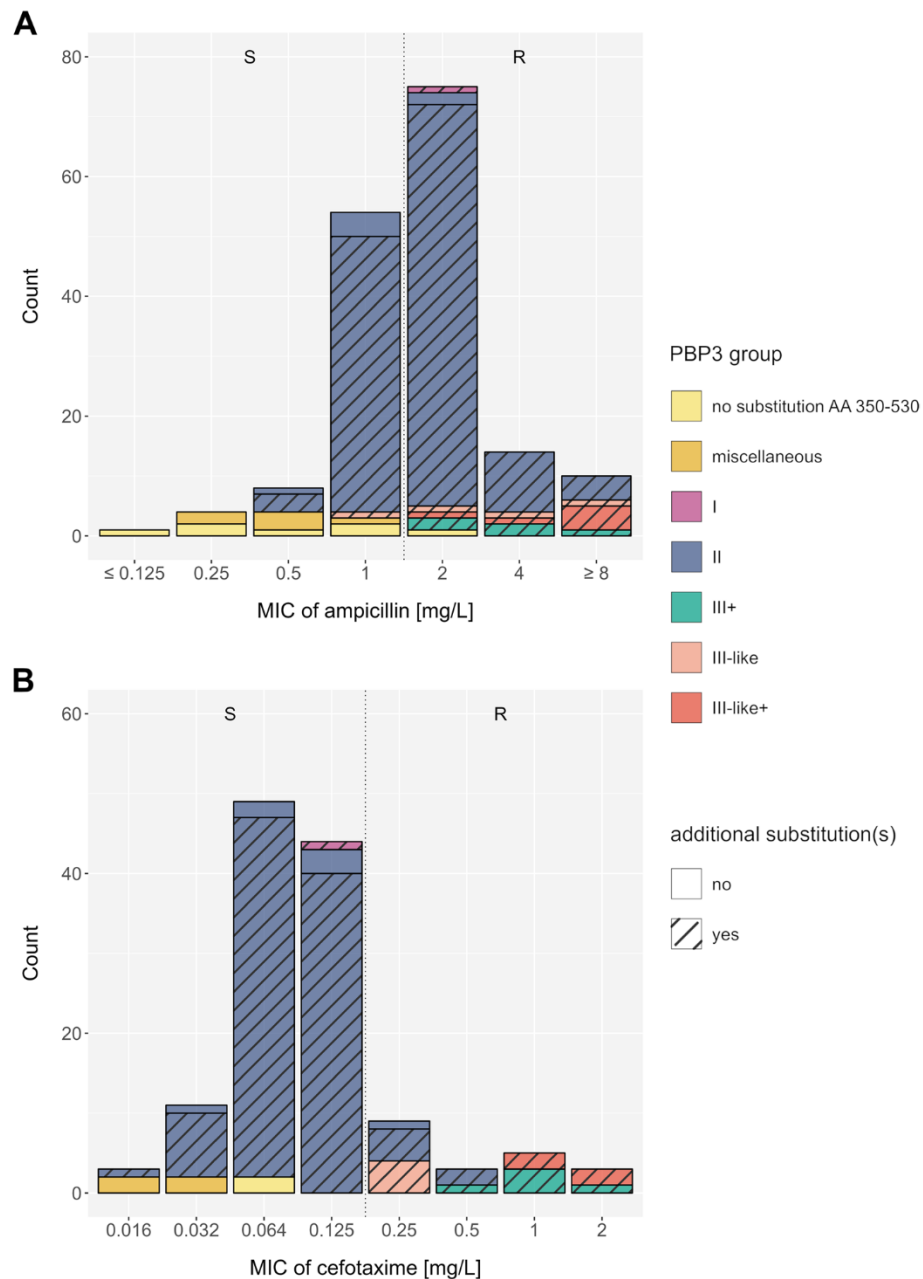 A
S
R
80
60
40
20
0
Count
≤ 0.125
0.25
0.5
1
2
4
≥ 8
MIC of ampicillin [mg/L]
PBP3 group
no substitution AA 350-530
miscellaneous
I
II
III+
III-like
III-like+
additional substitution(s)
no
yes
B
S
R
60
40
20
0
Count
0.016
0.032
0.064
0.125
0.25
0.5
1
2
MIC of cefotaxime [mg/L]